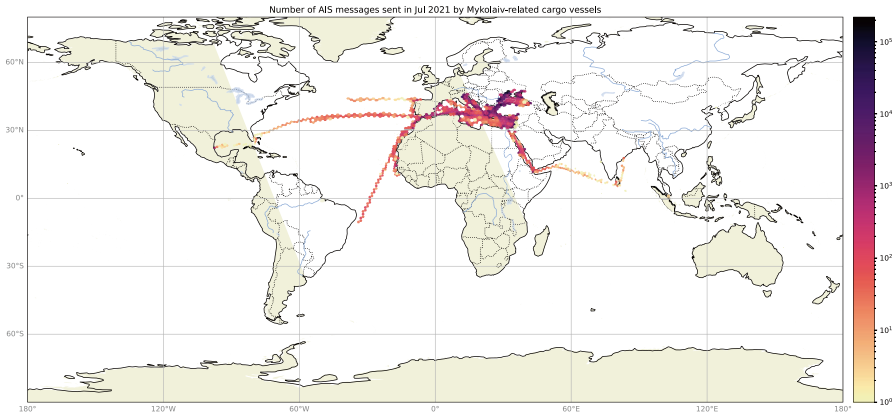 Number of AIS messages sent in Jul 2021 by Mykolaiv-related cargo vessels
60°N
30°N
0°
30°S
60°S
180°
120°W
60°W
0°
60°E
120°E
180°
10⁵
10⁴
10³
10²
10¹
10⁰